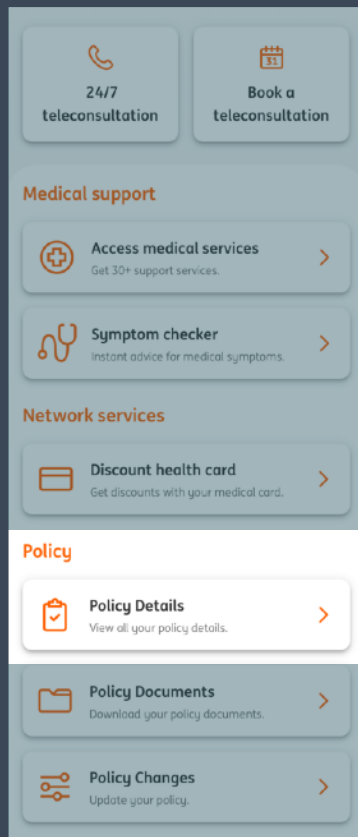 24/7
teleconsultation
Book a
teleconsultation
31
Medical support
Access medical services
Get 30+ support services.
Symptom checker
Instant advice for medical symptoms.
Network services
Discount health card
Get discounts with your medical card.
Policy
Policy Details
View all your policy details.
Policy Documents
Download your policy documents.
Policy Changes
Update your policy.